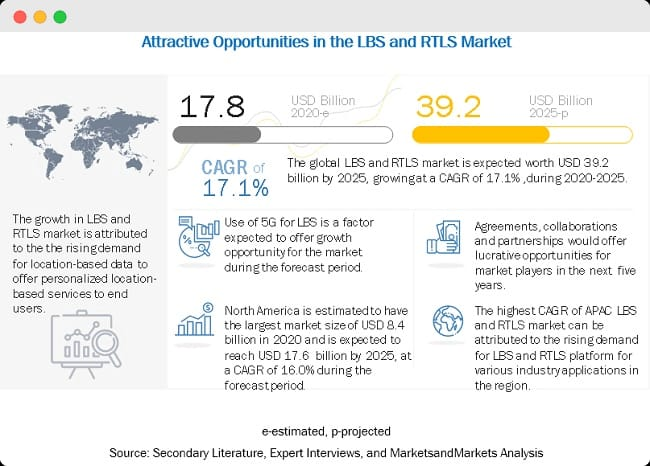 Attractive Opportunities in the LBS and RTLS Market
17.8
USD Billion
2020-e
39.2
USD Billion
2025-p
CAGR of
17.1%
The global LBS and RTLS market is expected worth USD 39.2
billion by 2025, growing at a CAGR of 17.1% ,during 2020-2025.
The growth in LBS and
RTLS market is attributed
to the the rising demand
for location-based data to
offer personalized location-
based services to end
users.
Use of 5G for LBS is a factor
expected to offer growth
opportunity for the market
during the forecast period.
Agreements, collaborations
and partnerships would offer
lucrative opportunities for
market players in the next five
years.
North America is estimated to have
the largest market size of USD 8.4
billion in 2020 and is expected to
reach USD 17.6 billion by 2025, at
a CAGR of 16.0% during the
forecast period.
The highest CAGR of APAC LBS
and RTLS market can be
attributed to the rising demand
for LBS and RTLS platform for
various industry applications in
the region.
e-estimated, p-projected
Source: Secondary Literature, Expert Interviews, and MarketsandMarkets Analysis